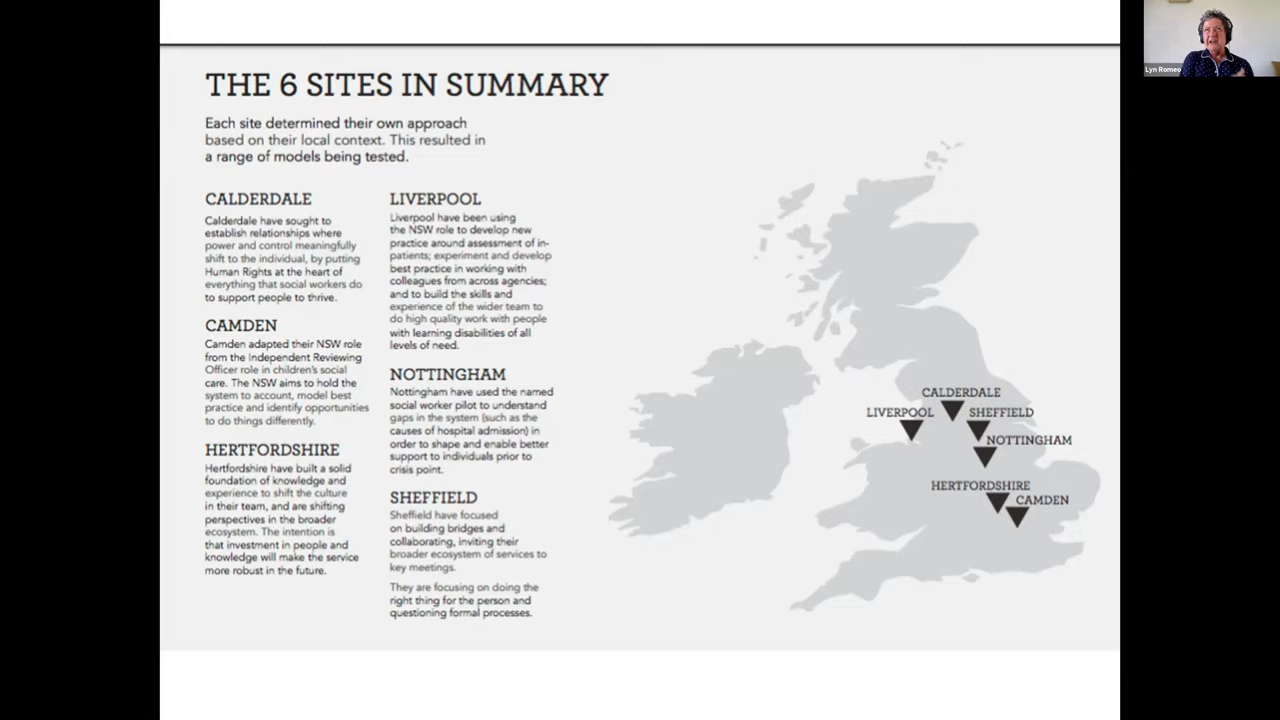 THE 6 SITES IN SUMMARY
Each site determined their own approach
based on their local context. This resulted in
a range of models being tested.
CALDERDALE
Calderdale have sought to
establish relationships where
power and control meaningfully
shift to the individual, by putting
Human Rights at the heart of
everything that social workers do
to support people to thrive.
CAMDEN
Camden adapted their NSW role
from the Independent Reviewing
Officer role in children's social
care. The NSW aims to hold the
system to account, model best
practice and identify opportunities
to do things differently.
HERTFORDSHIRE
Hertfordshire have built a solid
foundation of knowledge and
experience to shift the culture
in their team, and are shifting
perspectives in the broader
ecosystem. The intention is
that investment in people and
knowledge will make the service
more robust in the future.
LIVERPOOL
Liverpool have been using
the NSW role to develop new
practice around assessment of in-
patients; experiment and develop
best practice in working with
colleagues from across agencies;
and to build the skills and
experience of the wider team to
do high quality work with people
with learning disabilities of all
levels of need.
NOTTINGHAM
Nottingham have used the named
social worker pilot to understand
gaps in the system (such as the
causes of hospital admission) in
order to shape and enable better
support to individuals prior to
crisis point.
SHEFFIELD
Sheffield have focused
on building bridges and
collaborating, inviting their
broader ecosystem of services to
key meetings.
They are focusing on doing the
right thing for the person and
questioning formal processes.
CALDERDALE
LIVERPOOL
SHEFFIELD
NOTTINGHAM
HERTFORDSHIRE
CAMDEN
Lyn Romeo